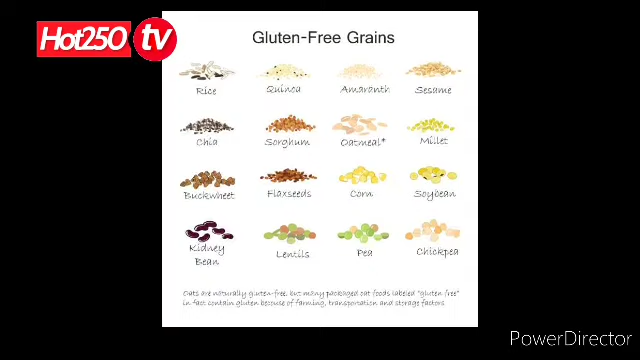 Hot250 tv
Gluten-Free Grains
Rice Quinoa Amaranth Sesame
Chia Sorghum Oatmeal* Millet
Buckwheet Flaxseeds Corn Soybean
Kidney Bean Lentils Pea Chickpea
Oats are naturally gluten-free, but many packaged oat foods labeled "gluten free"
in fact contain gluten becouse of farming, transportation and storage factors
PowerDirector